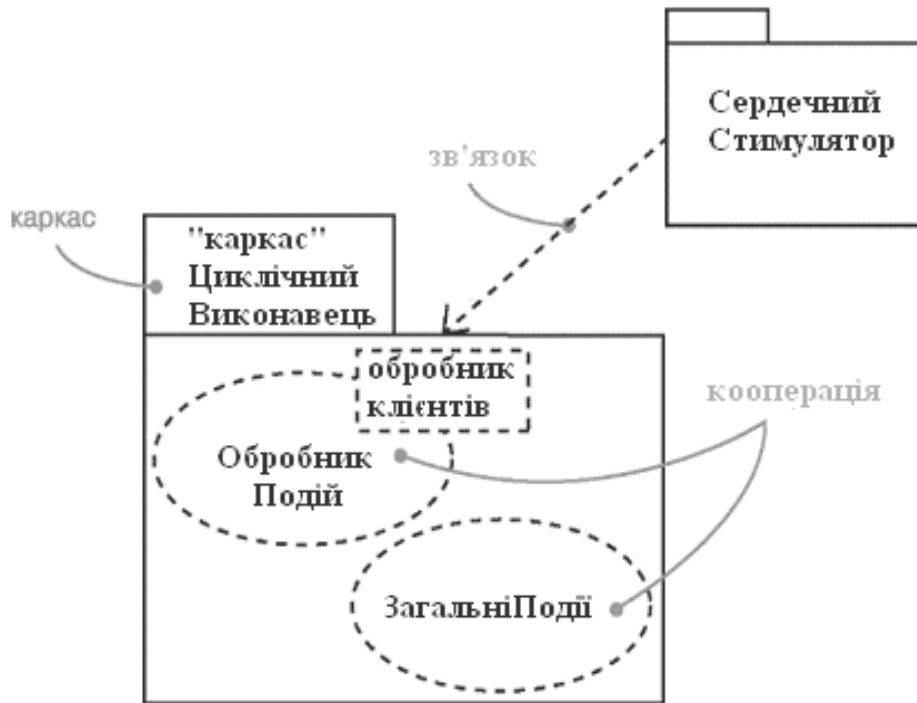 Сердечний
Стимулятор
зв'язок
каркас
"каркас"
Циклічний
Виконавець
обробник
клієнтів
кооперація
Обробник
Подій
ЗагальніПодії